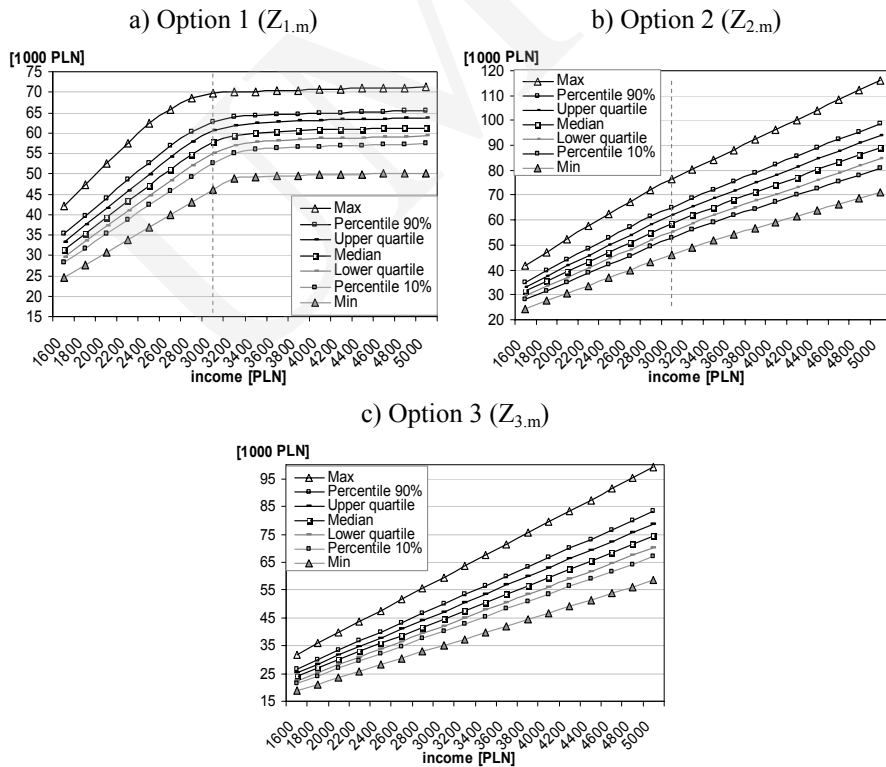 a) Option 1 (Z1.m)
[1000 PLN]
75
70
65
60
55
50
45
40
35
30
25
20
15
Max
Percentile 90%
Upper quartile
Median
Lower quartile
Percentile 10%
Min
1600 1800 2000 2200 2400 2600 2800 3000 3200 3400 3600 3800 4000 4200 4400 4600 4800 5000
income [PLN]
b) Option 2 (Z2.m)
[1000 PLN]
120
110
100
90
80
70
60
50
40
30
20
Max
Percentile 90%
Upper quartile
Median
Lower quartile
Percentile 10%
Min
1600 1800 2000 2200 2400 2600 2800 3000 3200 3400 3600 3800 4000 4200 4400 4600 4800 5000
income [PLN]
c) Option 3 (Z3.m)
[1000 PLN]
95
85
75
65
55
45
35
25
15
Max
Percentile 90%
Upper quartile
Median
Lower quartile
Percentile 10%
Min
1600 1800 2000 2200 2400 2600 2800 3000 3200 3400 3600 3800 4000 4200 4400 4600 4800 5000
income [PLN]